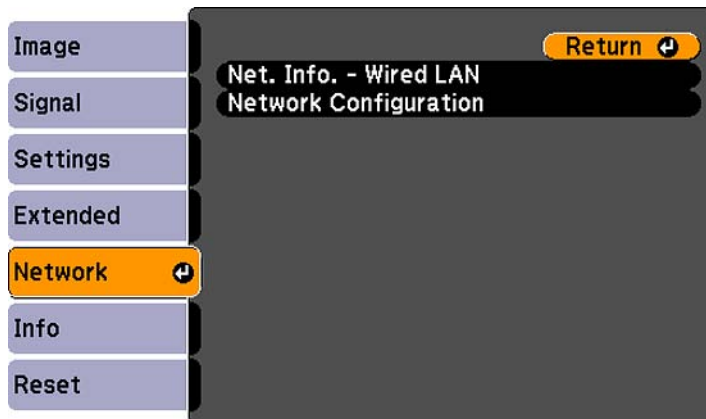 Image
Signal
Settings
Extended
Network
Info
Reset
Return
Net. Info. - Wired LAN
Network Configuration